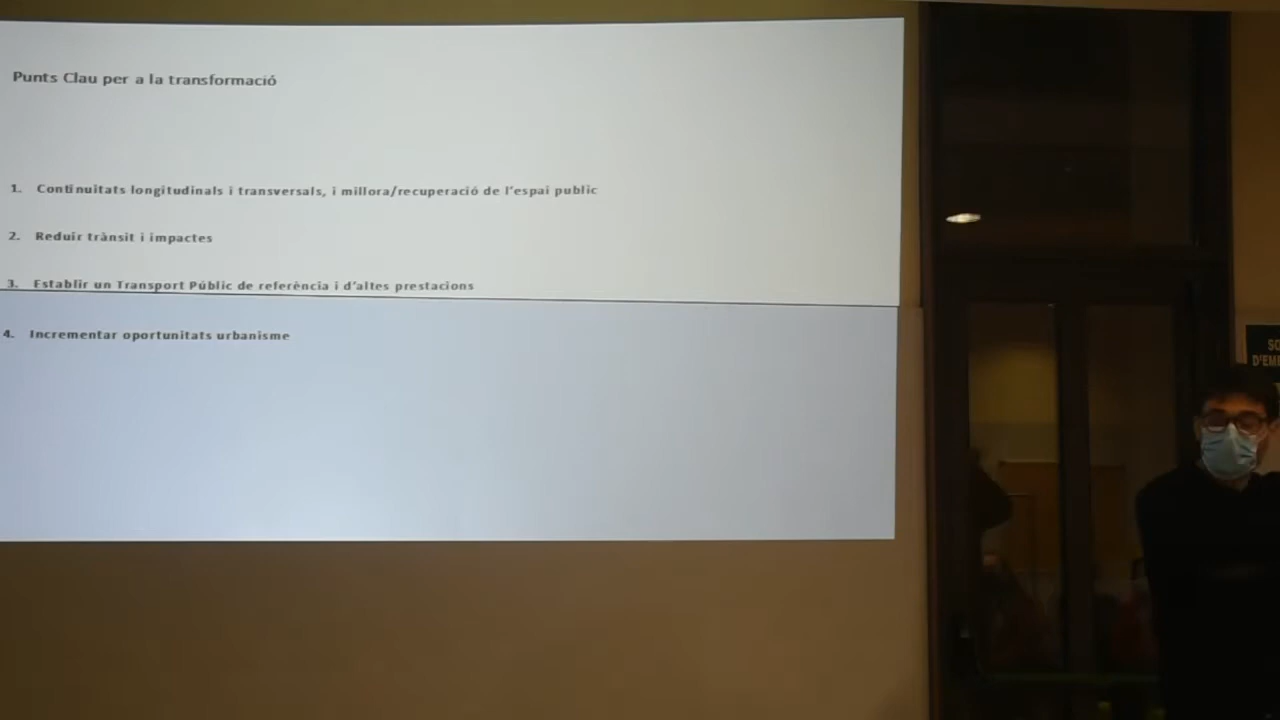 Punts Clau per a la transformació
1. Continuitats longitudinals i transversals, i millora/recuperació de l'espai public
2. Reduir trànsit i impactes
3. Establir un Transport Públic de referència i d'altes prestacions
4. Incrementar oportunitats urbanisme